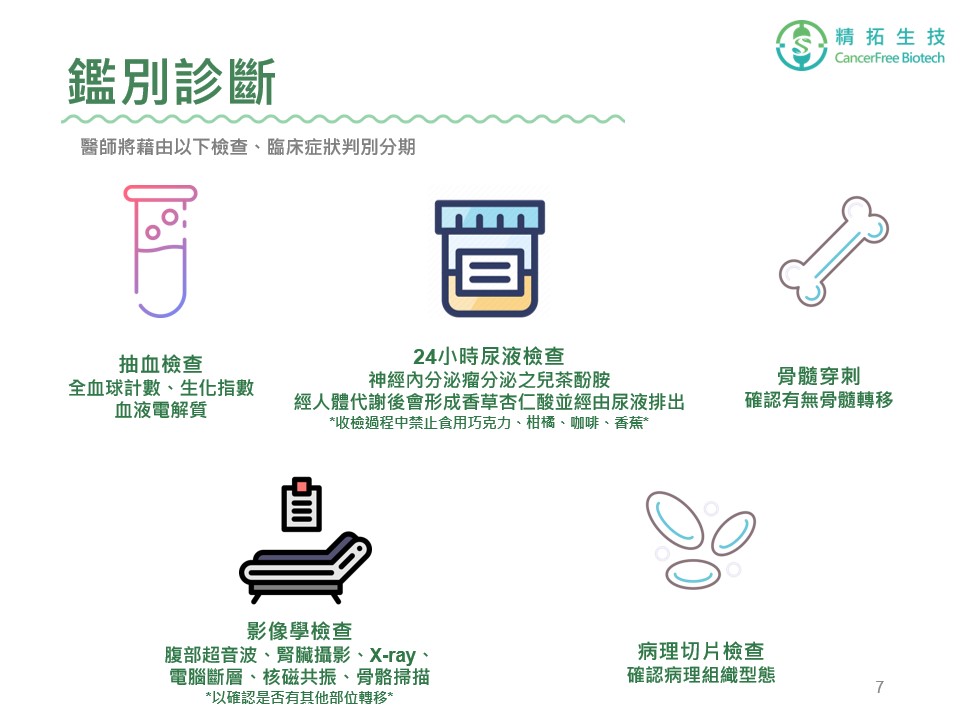 精拓生技
CancerFree Biotech
鑑別診斷
醫師將藉由以下檢查、臨床症狀判別分期
抽血檢查
全血球計數、生化指數
血液電解質
24小時尿液檢查
神經內分泌瘤分泌之兒茶酚胺
經人體代謝後會形成香草杏仁酸並經由尿液排出
*收檢過程中禁止食用巧克力、柑橘、咖啡、香蕉*
骨髓穿刺
確認有無骨髓轉移
影像學檢查
腹部超音波、腎臟攝影、X-ray、
電腦斷層、核磁共振、骨骼掃描
*以確認是否有其他部位轉移*
病理切片檢查
確認病理組織型態
7